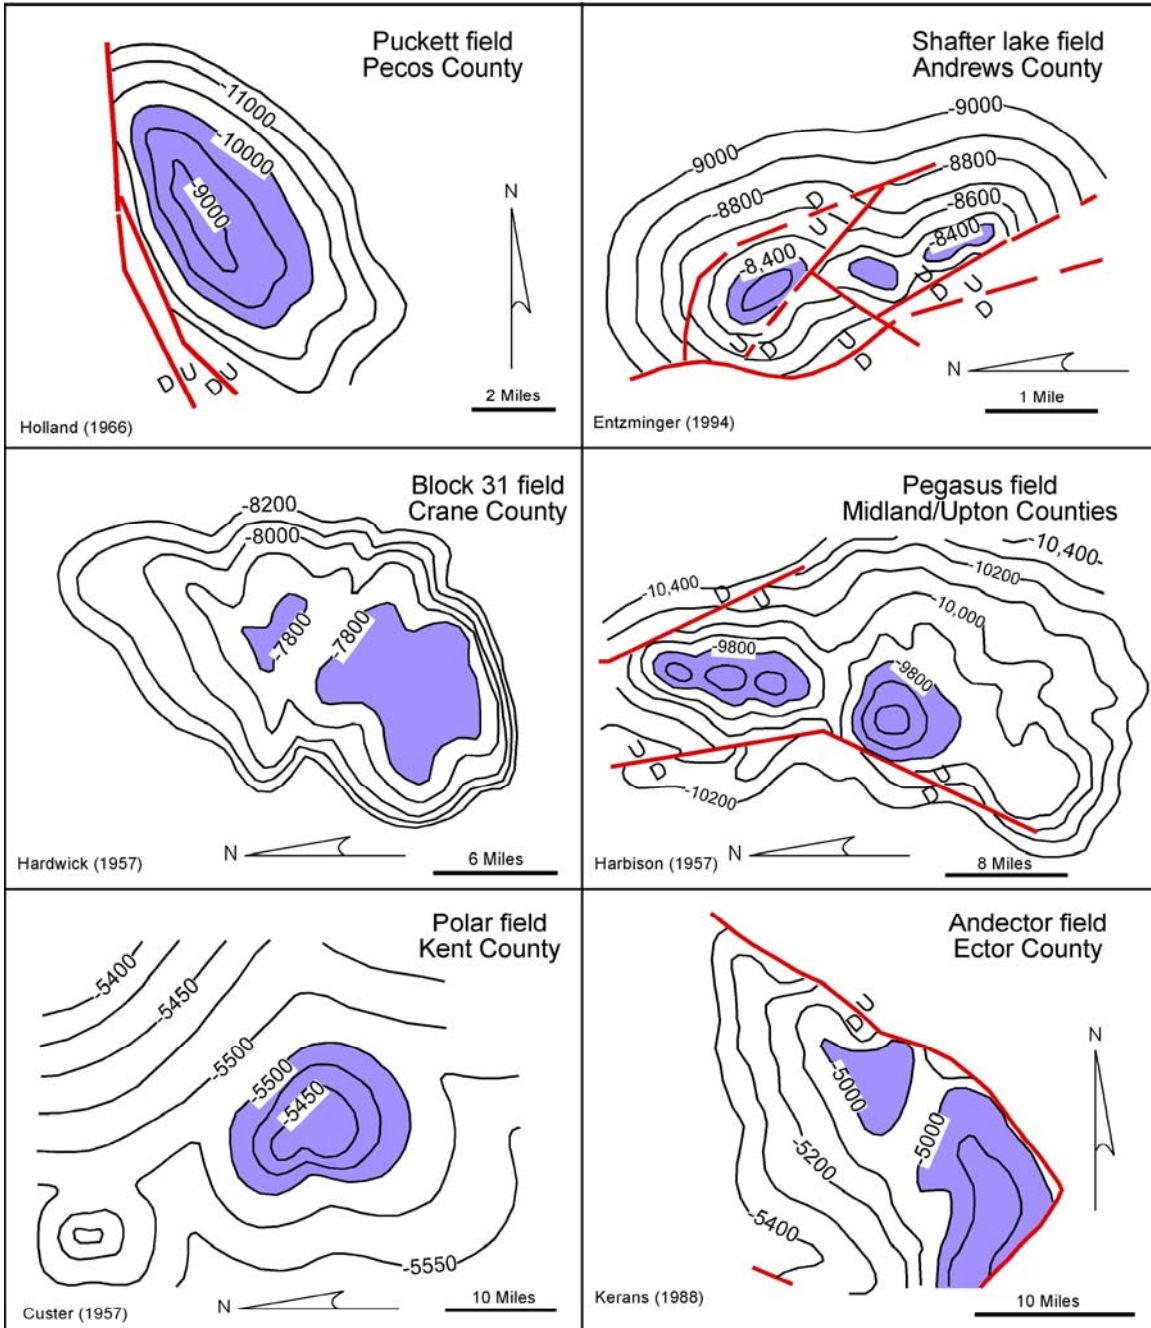 Puckett field
Pecos County
-11000
-10000
-9000
N
D U D U
2 Miles
Holland (1966)
Shafter lake field
Andrews County
-9000
-9000
-8800
-8800
-8600
-8400
-8,400
D
U
U
D
U
D
U
D
U
D
N
1 Mile
Entzminger (1994)
Block 31 field
Crane County
-8200
-8000
-7800
-7800
N
6 Miles
Hardwick (1957)
Pegasus field
Midland/Upton Counties
-10,400-
-10,400
-10200
-10,000
D U
-9800
-9800
U
D
U
D
-10200
N
8 Miles
Harbison (1957)
Polar field
Kent County
-5400
-5450
-5500
-5500
-5450
-5550
N
10 Miles
Custer (1957)
Andector field
Ector County
D U
N
-5000
-5000
-5200
-5400
10 Miles
Kerans (1988)